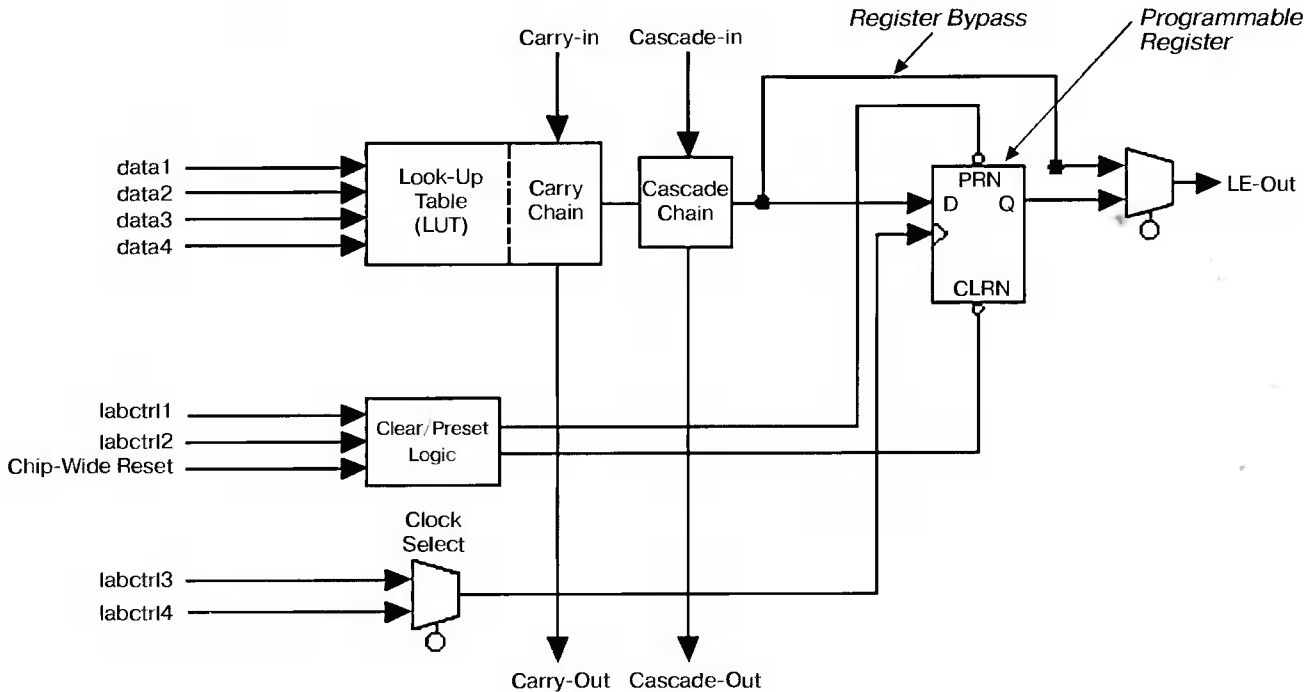 Register Bypass
Programmable
Register
Carry-in
Cascade-in
data1
data2
data3
data4
Look-Up
Table
(LUT)
Carry
Chain
Cascade
Chain
PRN
D
Q
CLRN
LE-Out
labctrl1
labctrl2
Chip-Wide Reset
Clear/Preset
Logic
Clock
Select
labctrl3
labctrl4
Carry-Out
Cascade-Out